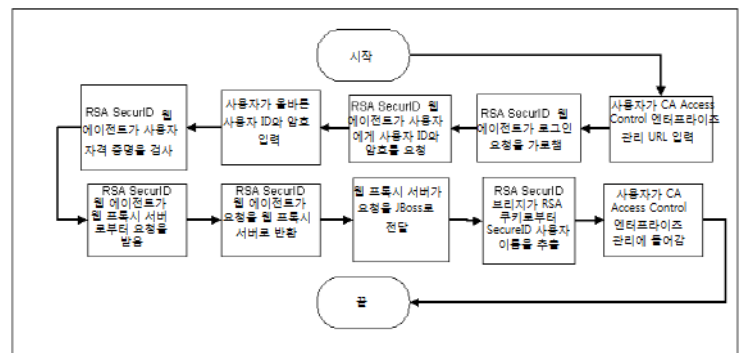 시작
사용자가 CA Access
Control 엔터프라이즈
관리 URL 입력
RSA SecurID 웹
에이전트가 로그인
요청을 가로챔
RSA SecurID 웹
에이전트가 사용자
에게 사용자 ID와
암호를 요청
사용자가 올바른
사용자 ID와 암호
입력
RSA SecurID 웹
에이전트가 사용자
자격 증명을 검사
RSA SecurID
웹 에이전트가
웹 프록시 서버
로부터 요청을
받음
RSA SecurID
웹 에이전트가
요청을 웹 프록시
서버로 반환
웹 프록시 서버가
요청을 JBoss로
전달
RSA SecurID
브리지가 RSA
쿠키로부터
SecureID 사용자
이름을 추출
사용자가 CA
Access Control
엔터프라이즈
관리에 들어감
끝